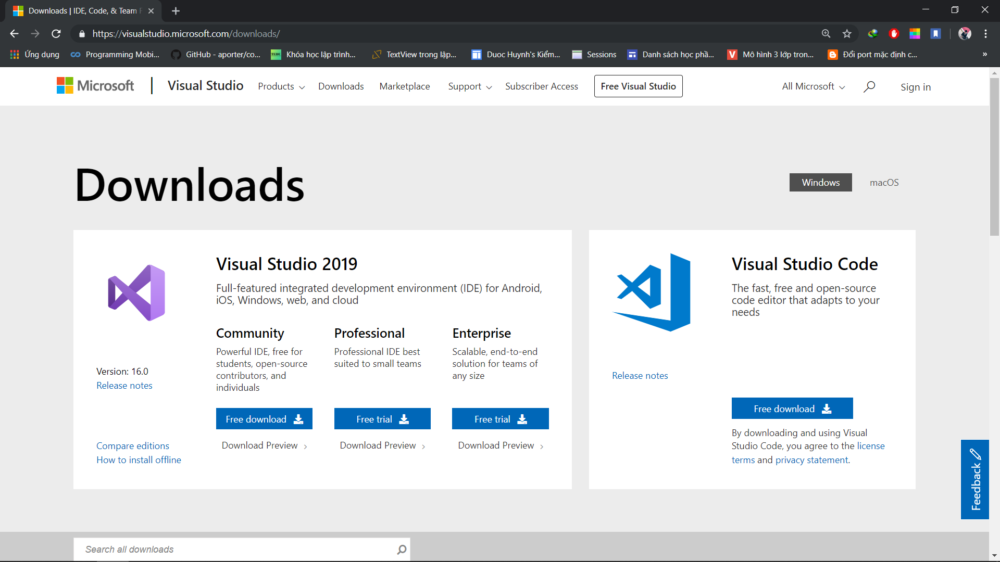 Downloads | IDE, Code, & Team F
https://visualstudio.microsoft.com/downloads/
Ứng dụng
Programming Mobi...
GitHub - aporter/co...
Khóa học lập trình...
TextView trong lập...
Duoc Huynh's Kiểm...
Sessions
Danh sách học phầ...
Mô hình 3 lớp tron...
Đổi port mặc định c...
»
Microsoft
Visual Studio
Products
Downloads
Marketplace
Support
Subscriber Access
Free Visual Studio
All Microsoft
Sign in
Downloads
Windows
macOS
Visual Studio 2019
Full-featured integrated development environment (IDE) for Android,
iOS, Windows, web, and cloud
Version: 16.0
Release notes
Compare editions
How to install offline
Community
Powerful IDE, free for
students, open-source
contributors, and
individuals
Free download
Download Preview
Professional
Professional IDE best
suited to small teams
Free trial
Download Preview
Enterprise
Scalable, end-to-end
solution for teams of
any size
Free trial
Download Preview
Visual Studio Code
The fast, free and open-source
code editor that adapts to your
needs
Release notes
Free download
By downloading and using Visual
Studio Code, you agree to the license
terms and privacy statement.
Feedback
Search all downloads